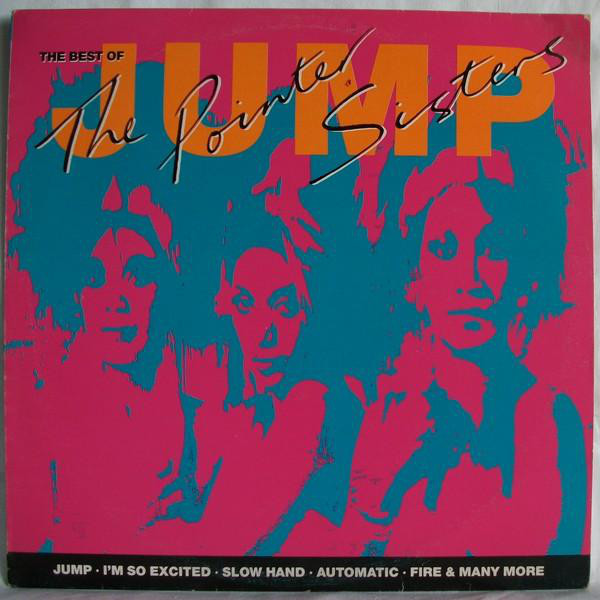 THE BEST OF
JUMP
The Pointer Sisters
JUMP · I'M SO EXCITED · SLOW HAND · AUTOMATIC · FIRE & MANY MORE